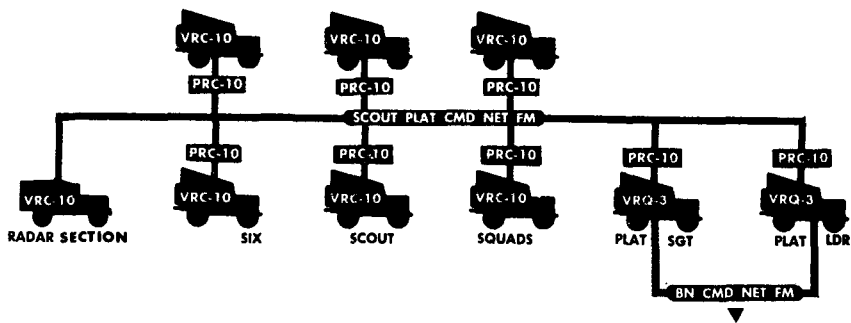 VRC-10 VRC-10 VRC-10
PRC-10 PRC-10 PRC-10
SCOUT PLAT CMD NET FM
PRC-10 PRC-10 PRC-10 PRC-10 PRC-10
VRC-10 VRC-10 VRC-10 VRC-10 VRQ-3 VRQ-3
RADAR SECTION SIX SCOUT SQUADS PLAT SGT PLAT LDR
BN CMD NET FM